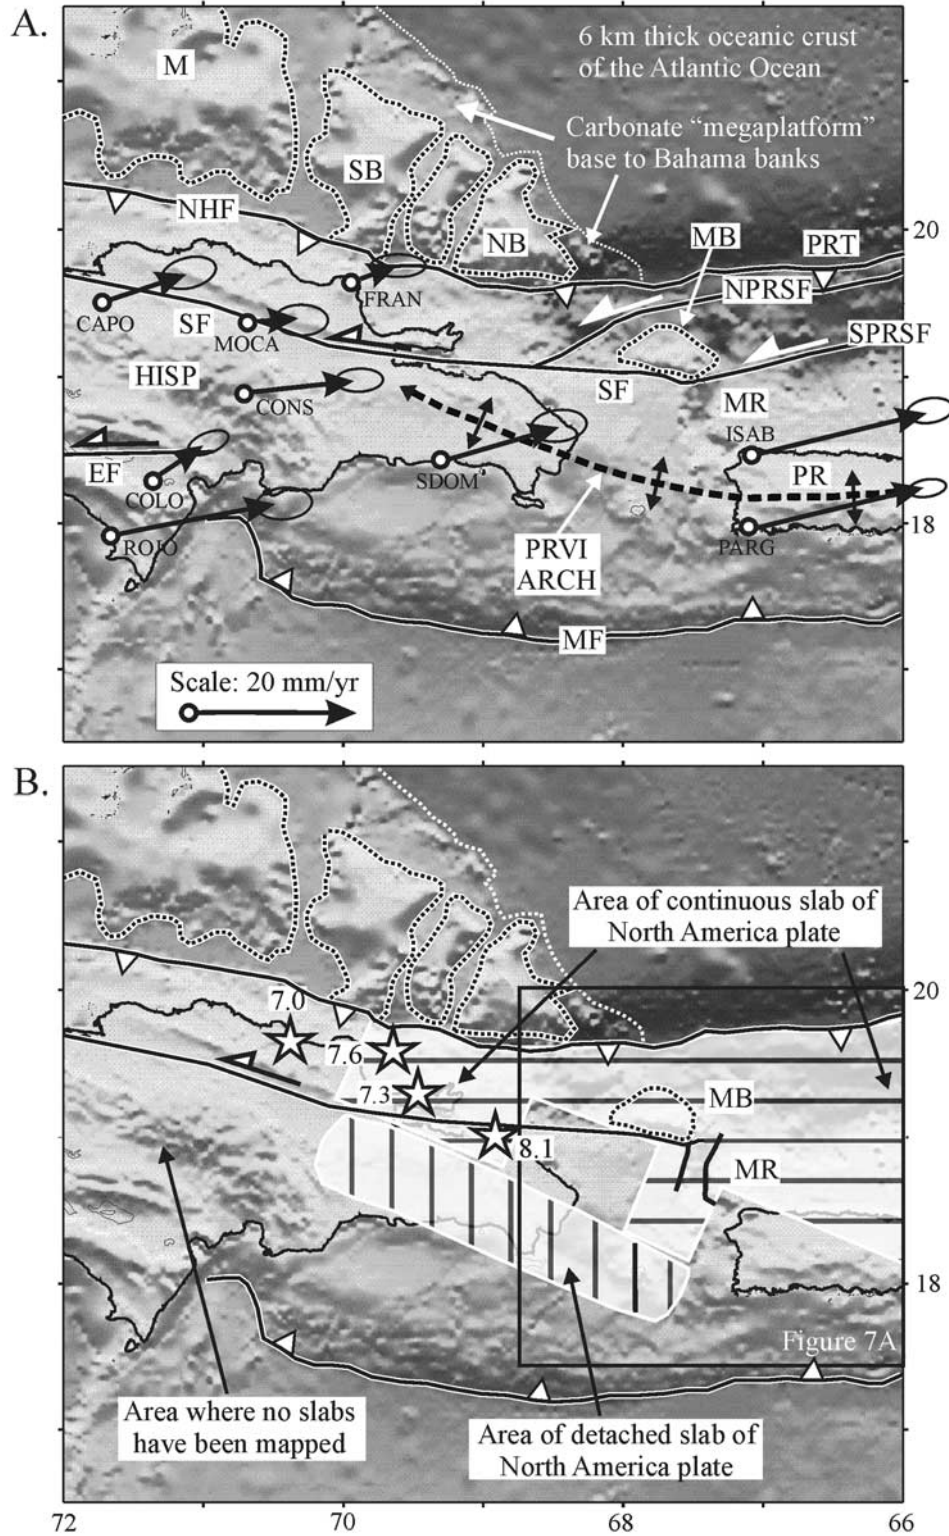 A.
M
6 km thick oceanic crust
of the Atlantic Ocean
Carbonate “megaplatform”
base to Bahama banks
SB
NHF
NB
MB
PRT
20
FRAN
NPRSF
CAPO
SF
MOCA
SPRSF
HISP
SF
CONS
MR
ISAB
EF
COLO
SDOM
PR
18
ROJO
PARG
PRVI
ARCH
MF
Scale: 20 mm/yr
B.
Area of continuous slab of
North America plate
20
7.0
7.6
7.3
MB
8.1
MR
18
Figure 7A
Area where no slabs
have been mapped
Area of detached slab of
North America plate
72
70
68
66